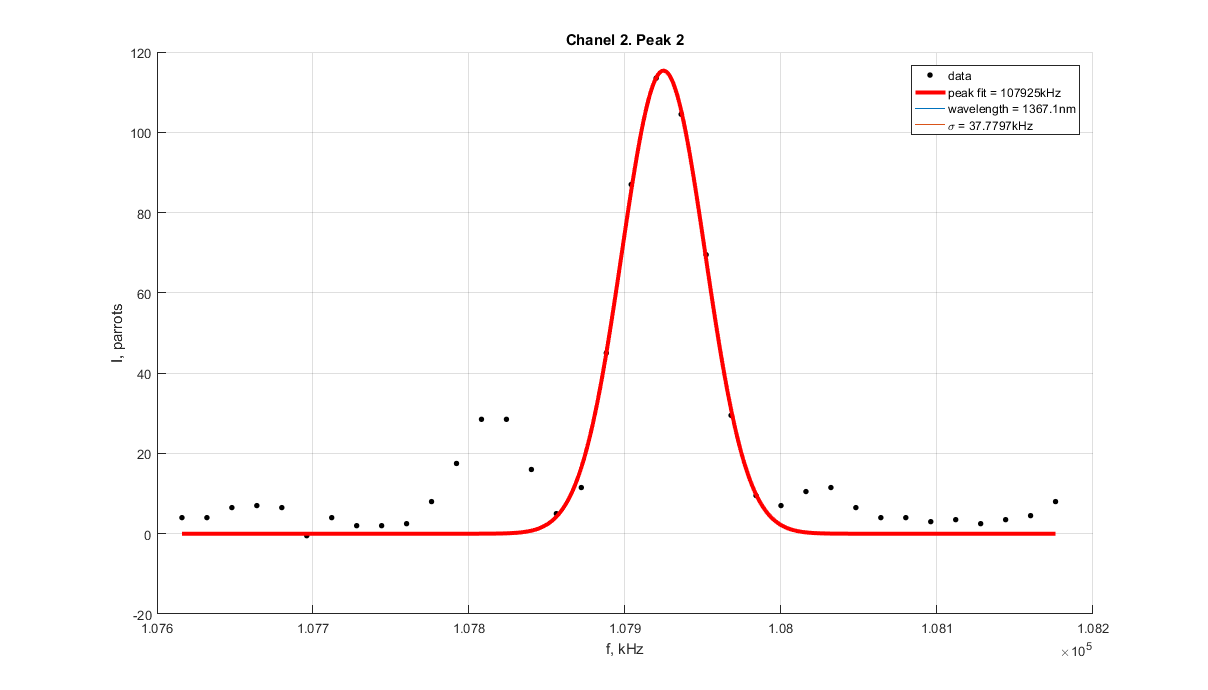 Chanel 2. Peak 2
120
100
80
60
40
20
0
-20
I, parrots
data
peak fit = 107925kHz
wavelength = 1367.1nm
σ = 37.7797kHz
1.076 1.077 1.078 1.079 1.08 1.081 1.082
f, kHz
×10⁵